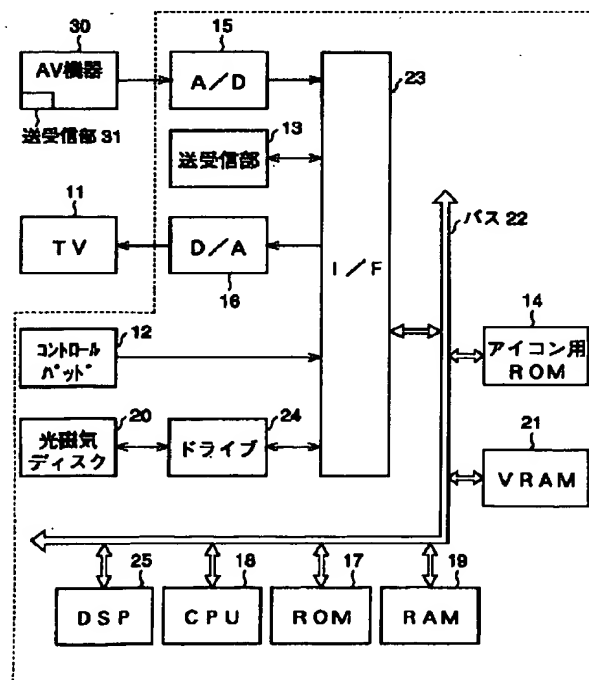 30
AV機器
送受信部 31
15
A/D
13
送受信部
23
I/F
11
TV
D/A
16
バス 22
12
コントロール
パッド
14
アイコン用
ROM
20
光磁気
ディスク
24
ドライブ
21
VRAM
25
DSP
18
CPU
17
ROM
19
RAM